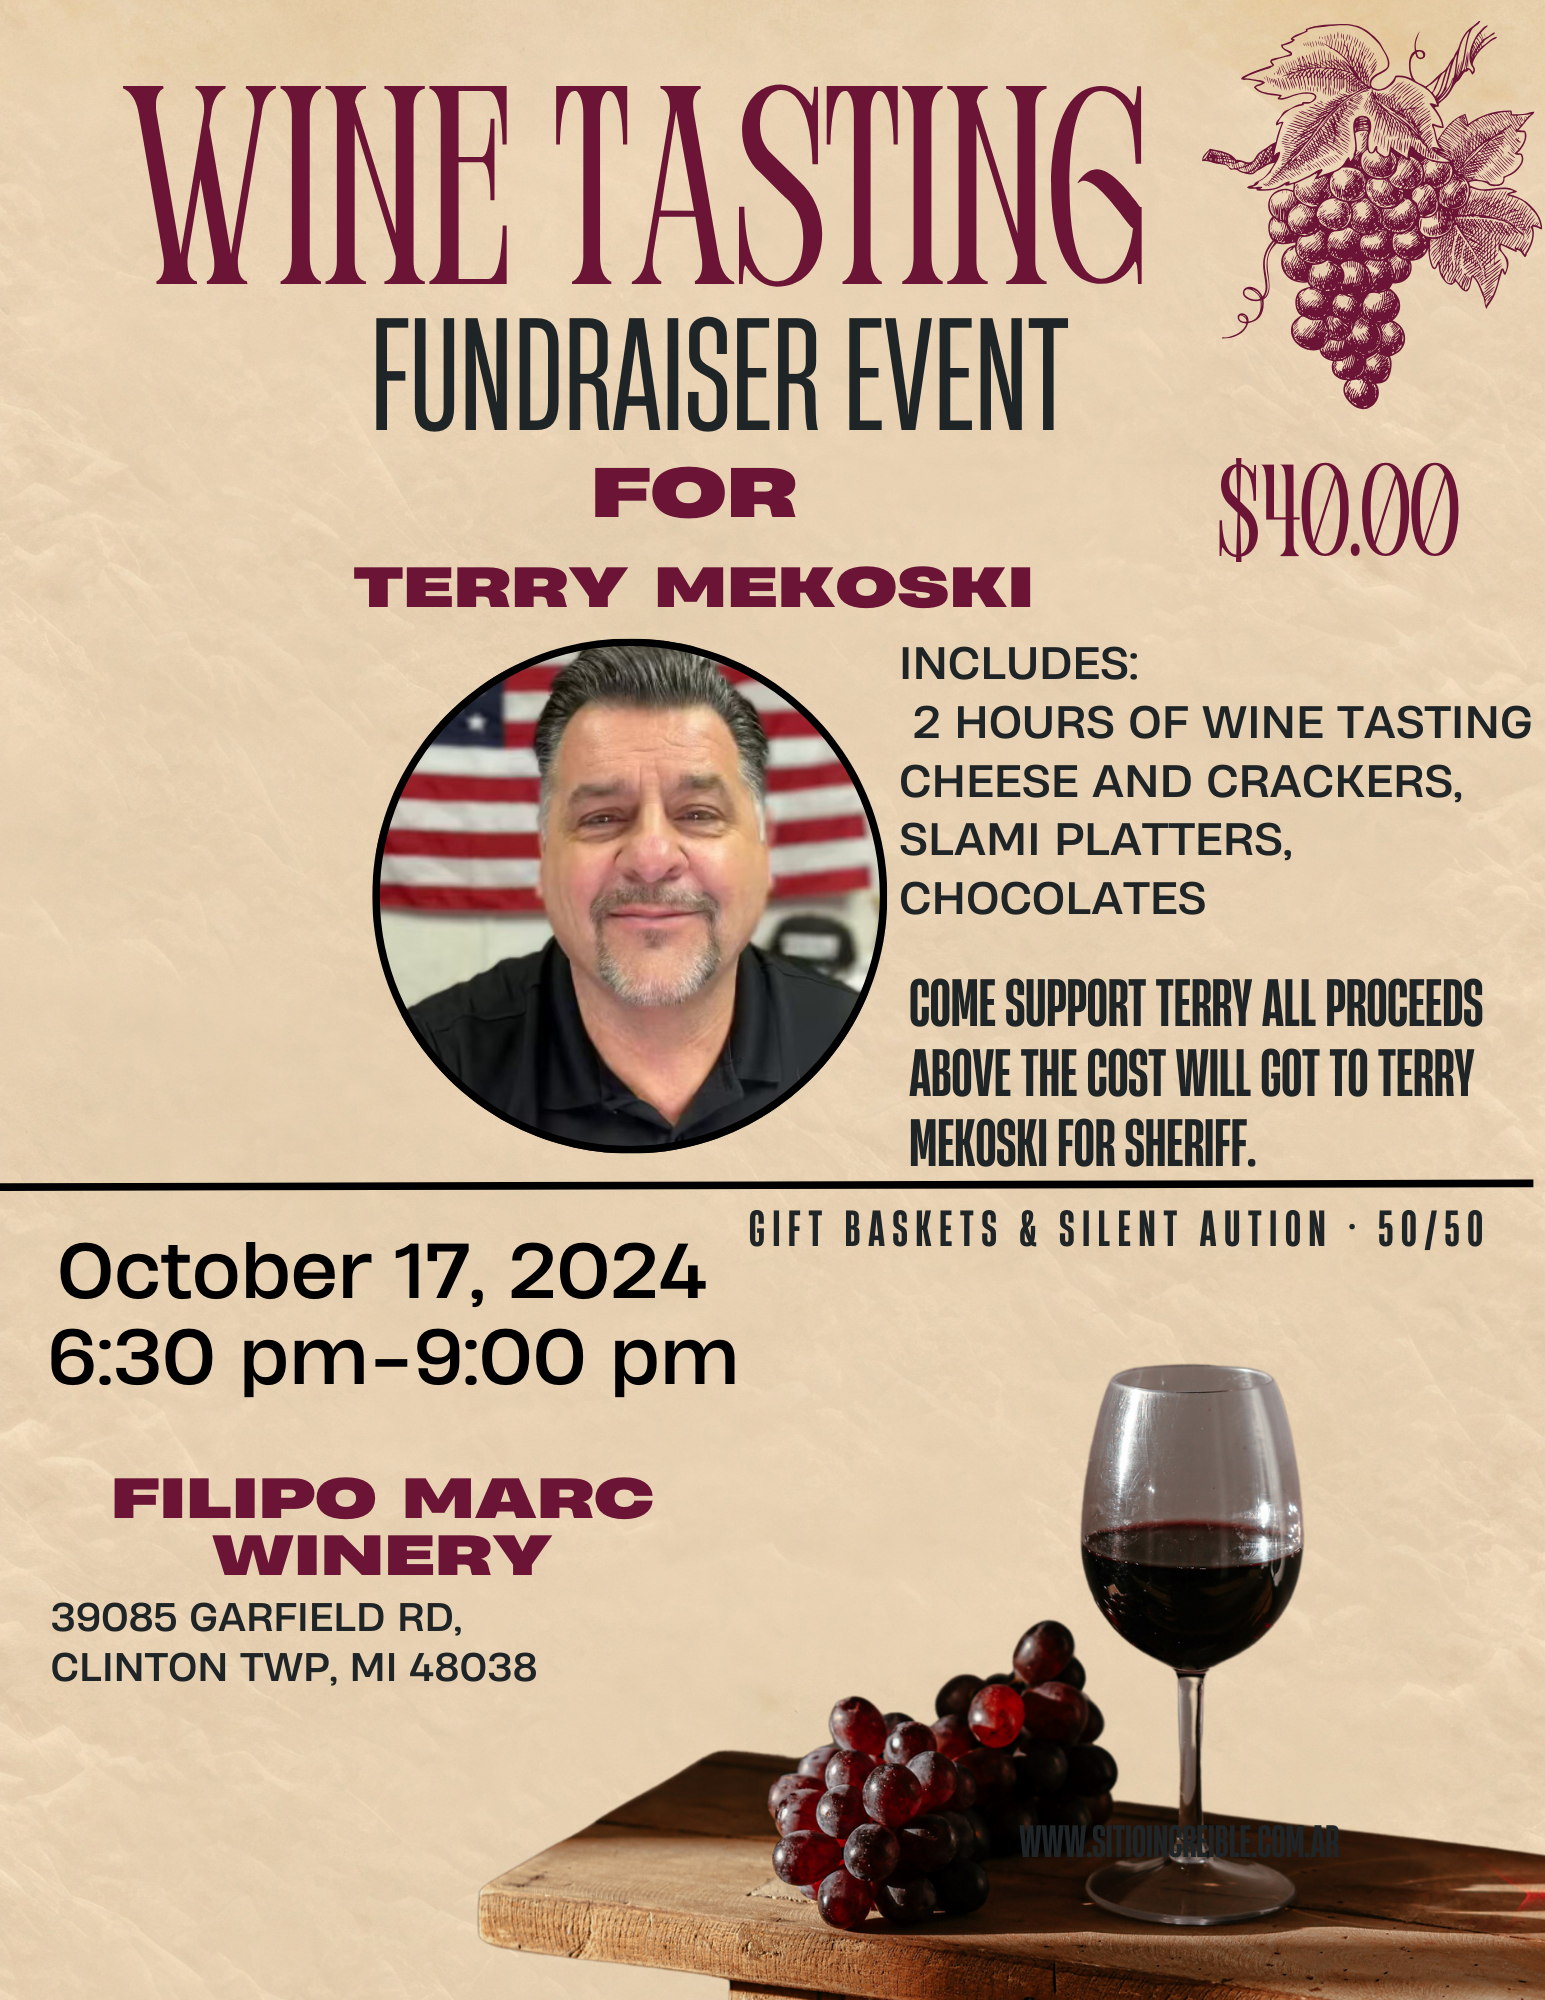 WINE TASTING
FUNDRAISER EVENT
FOR
$40.00
TERRY MEKOSKI
INCLUDES:
2 HOURS OF WINE TASTING
CHEESE AND CRACKERS,
SLAMI PLATTERS,
CHOCOLATES
COME SUPPORT TERRY ALL PROCEEDS
ABOVE THE COST WILL GOT TO TERRY
MEKOSKI FOR SHERIFF.
GIFT BASKETS & SILENT AUTION · 50/50
October 17, 2024
6:30 pm-9:00 pm
FILIPO MARC
WINERY
39085 GARFIELD RD,
CLINTON TWP, MI 48038
WWW.SITIOINCREIBLE.COM.AR